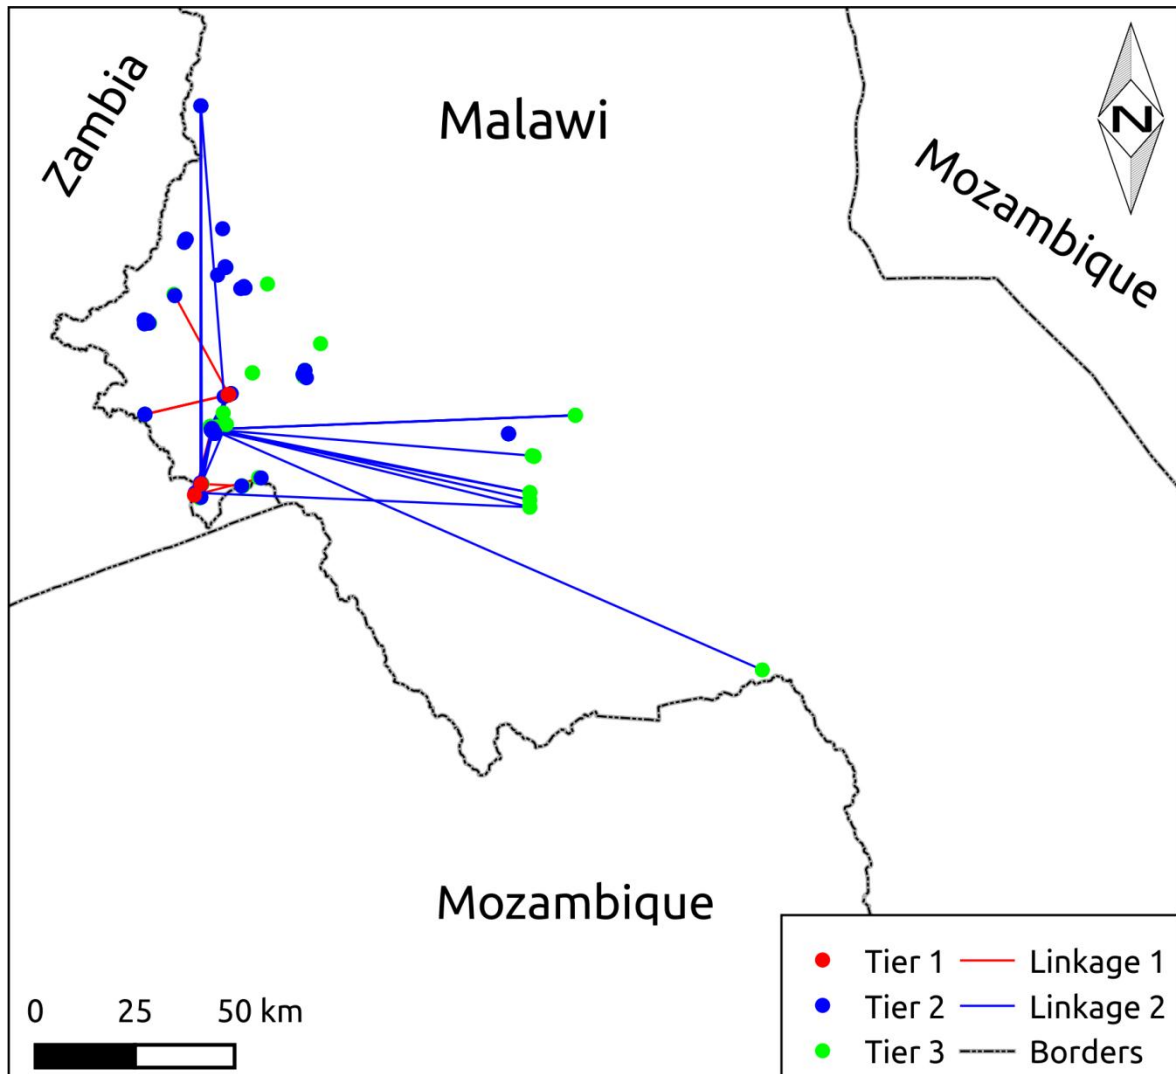 Zambia
Malawi
Mozambique
N
Mozambique
Tier 1 Linkage 1
Tier 2 Linkage 2
Tier 3 Borders
0 25 50 km